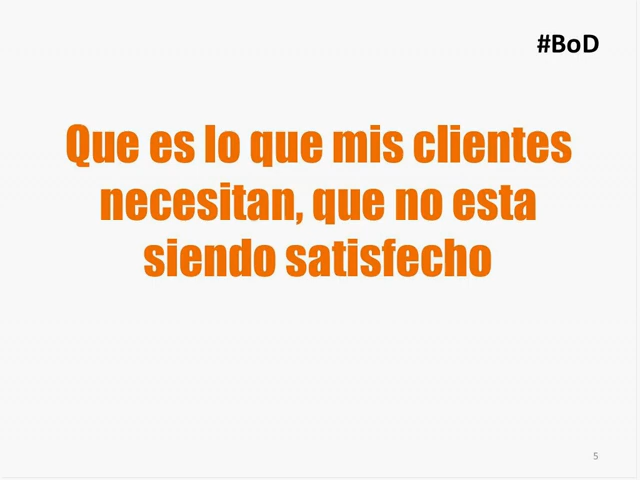 #BoD
Que es lo que mis clientes
necesitan, que no esta
siendo satisfecho
5